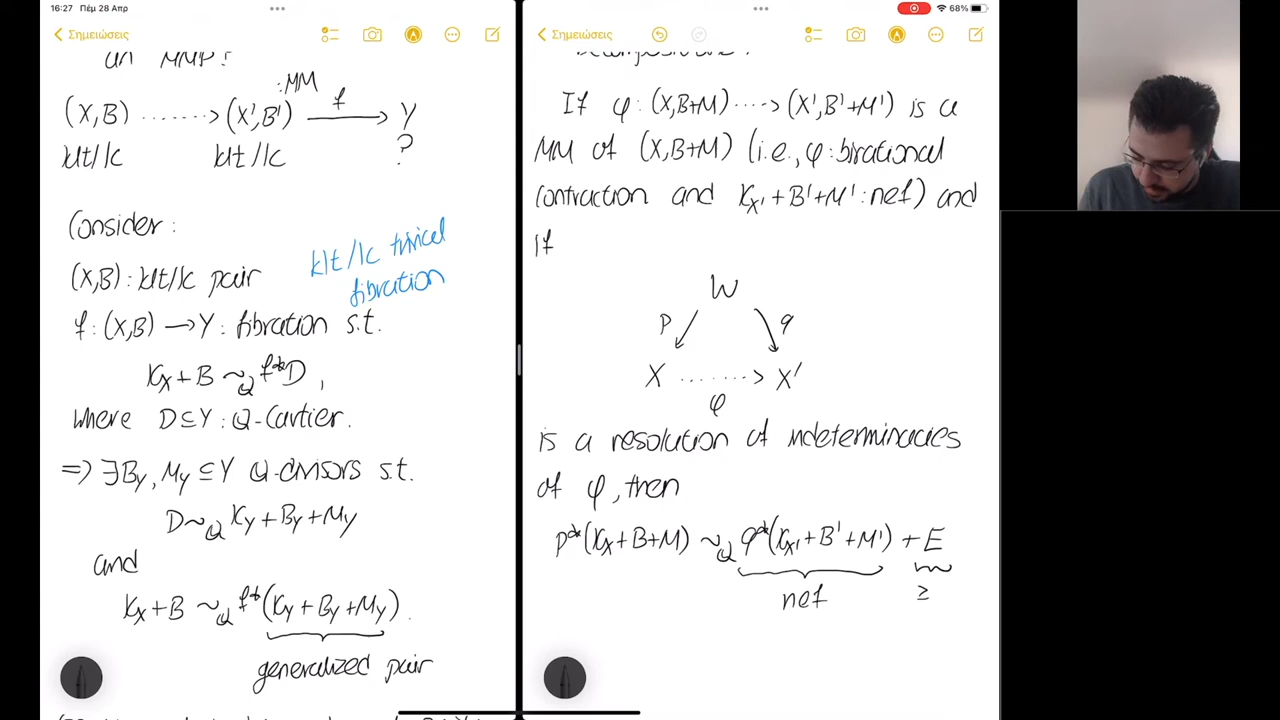 16:27 Πέμ 28 Απρ
Σημειώσεις
an MMP?
:MM
(X,B) ⇢ (X',B') —f→ Y
klt/lc klt/lc ?
Consider:
(X,B): klt/lc pair
klt/lc trivial
fibration
f: (X,B) → Y: fibration s.t.
K_X+B ~_Q f*D,
where D⊆Y: Q-Cartier.
⇒ ∃B_Y, M_Y ⊆ Y Q-divisors s.t.
D ~_Q K_Y+B_Y+M_Y
and
K_X+B ~_Q f*(K_Y+B_Y+M_Y).
generalized pair
68%
Σημειώσεις
If φ: (X,B+M) ⇢ (X',B'+M') is a
MM of (X,B+M) (i.e., φ: birational
contraction and K_X'+B'+M': nef) and
if
W
p q
X ⇢ X'
φ
is a resolution of indeterminacies
of φ, then
p*(K_X+B+M) ~_Q q*(K_X'+B'+M') + E
nef ≥